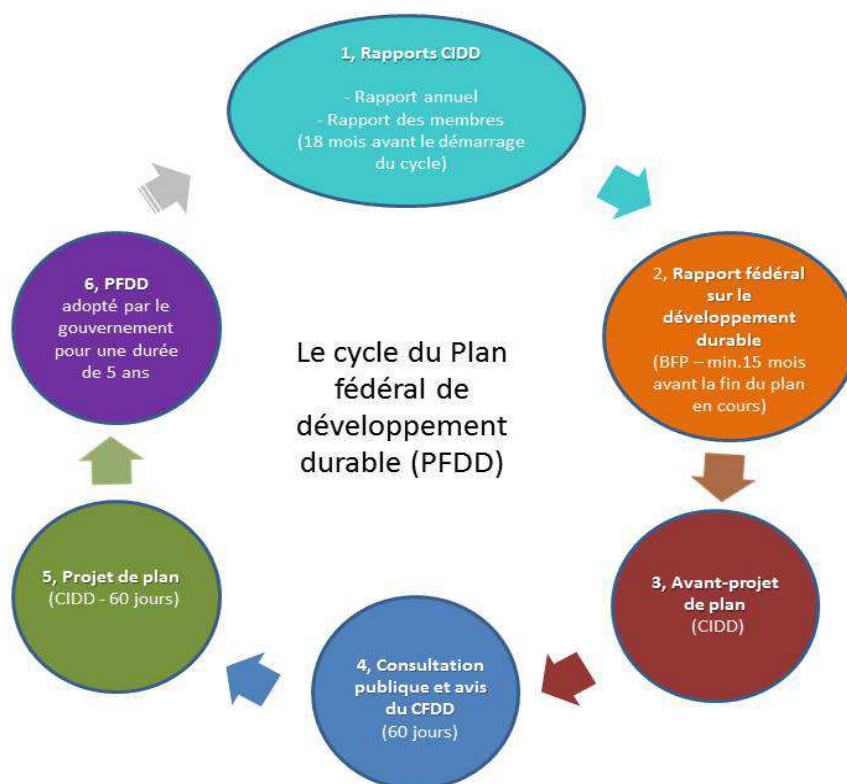 1, Rapports CIDD
- Rapport annuel
- Rapport des membres
(18 mois avant le démarrage
du cycle)
2, Rapport fédéral
sur le
développement
durable
(BFP – min.15 mois
avant la fin du plan
en cours)
3, Avant-projet
de plan
(CIDD)
4, Consultation
publique et avis
du CFDD
(60 jours)
5, Projet de plan
(CIDD - 60 jours)
6, PFDD
adopté par le
gouvernement
pour une durée
de 5 ans
Le cycle du Plan
fédéral de
développement
durable (PFDD)